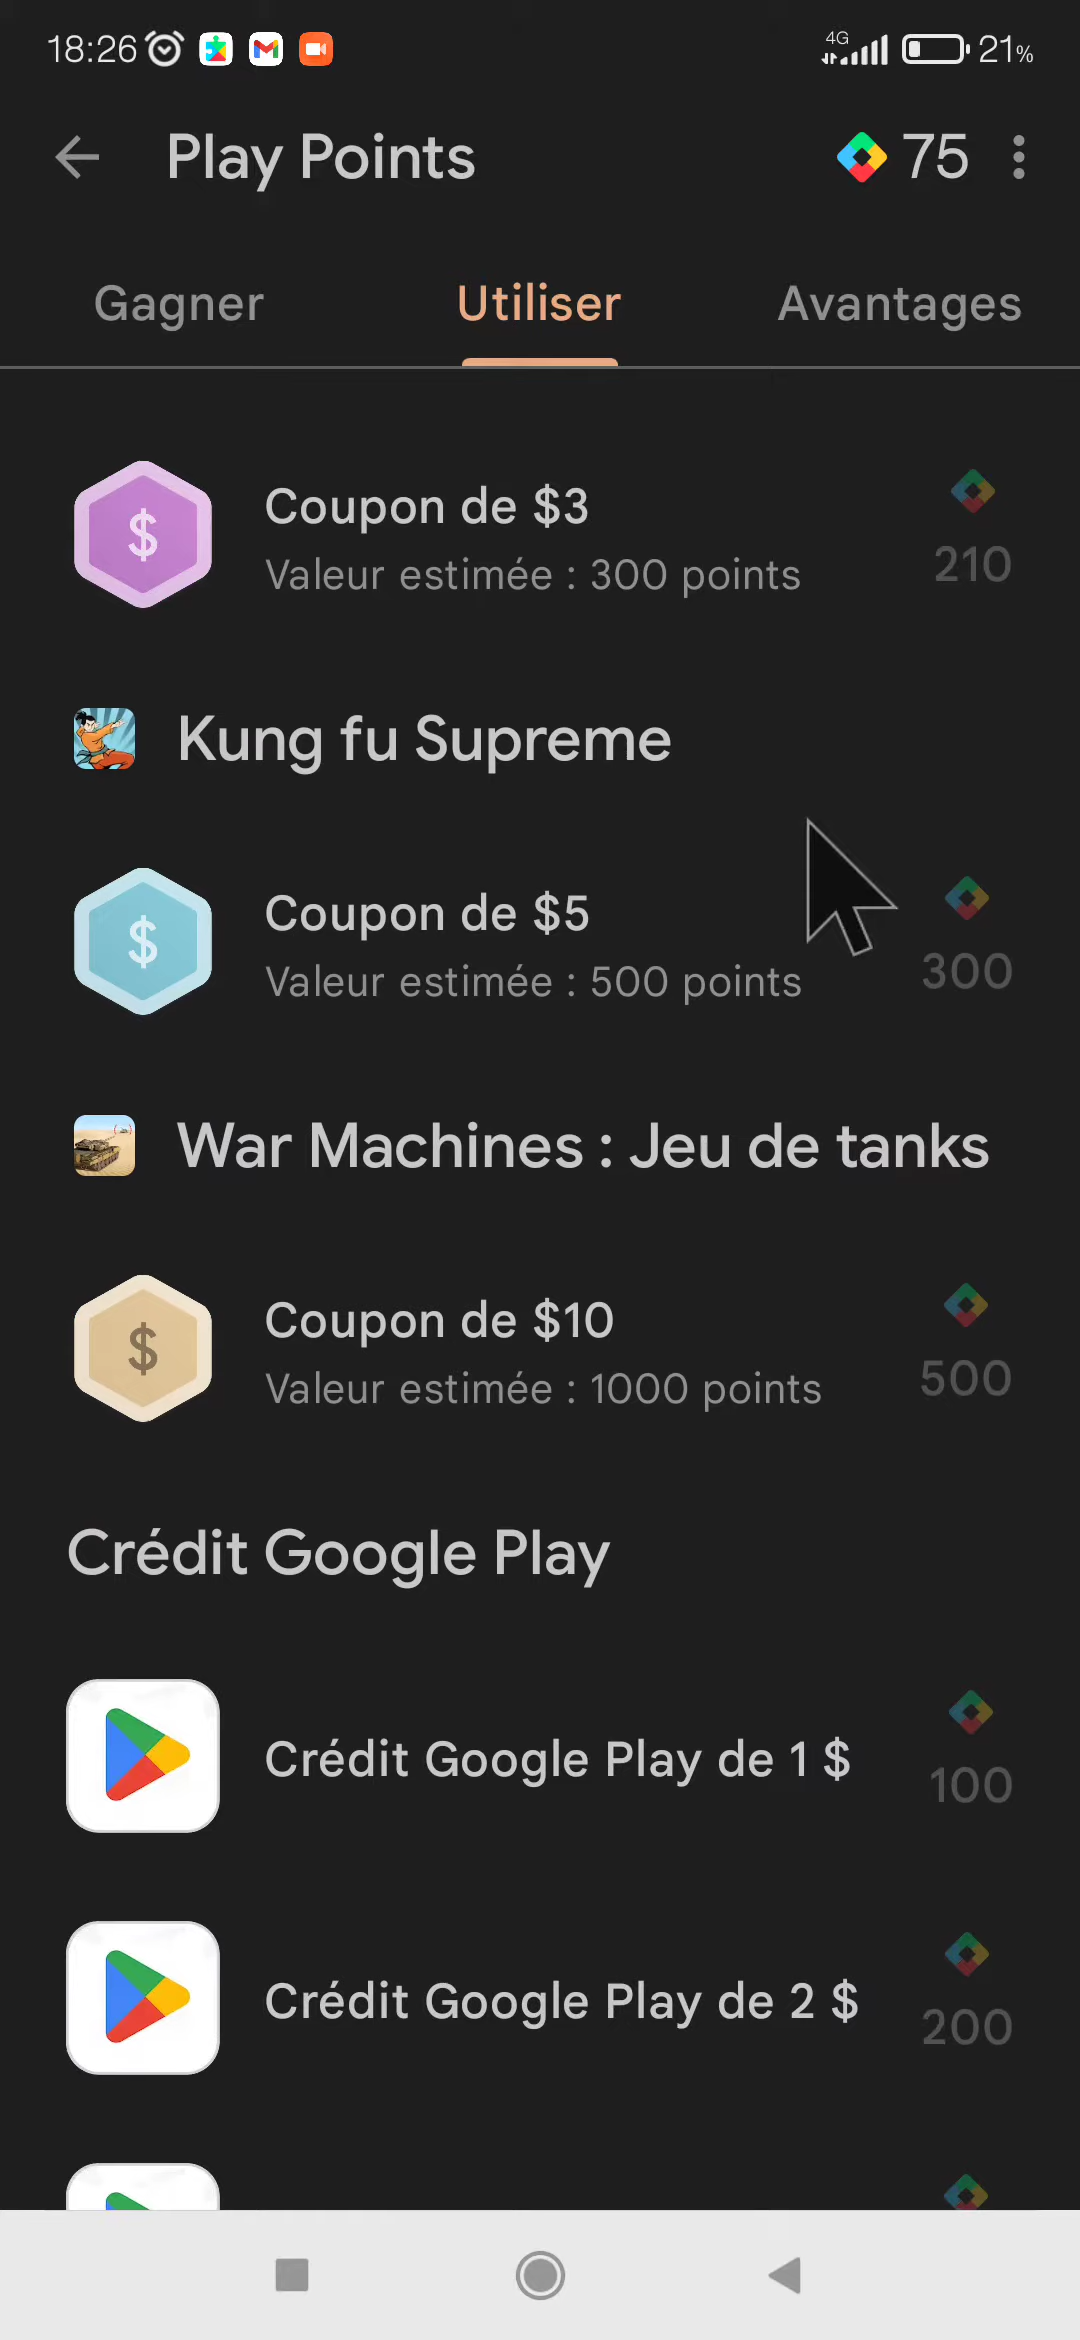 18:26
4G
21%
Play Points
75
Gagner
Utiliser
Avantages
Coupon de $3
Valeur estimée : 300 points
210
Kung fu Supreme
Coupon de $5
Valeur estimée : 500 points
300
War Machines : Jeu de tanks
Coupon de $10
Valeur estimée : 1000 points
500
Crédit Google Play
Crédit Google Play de 1 $
100
Crédit Google Play de 2 $
200